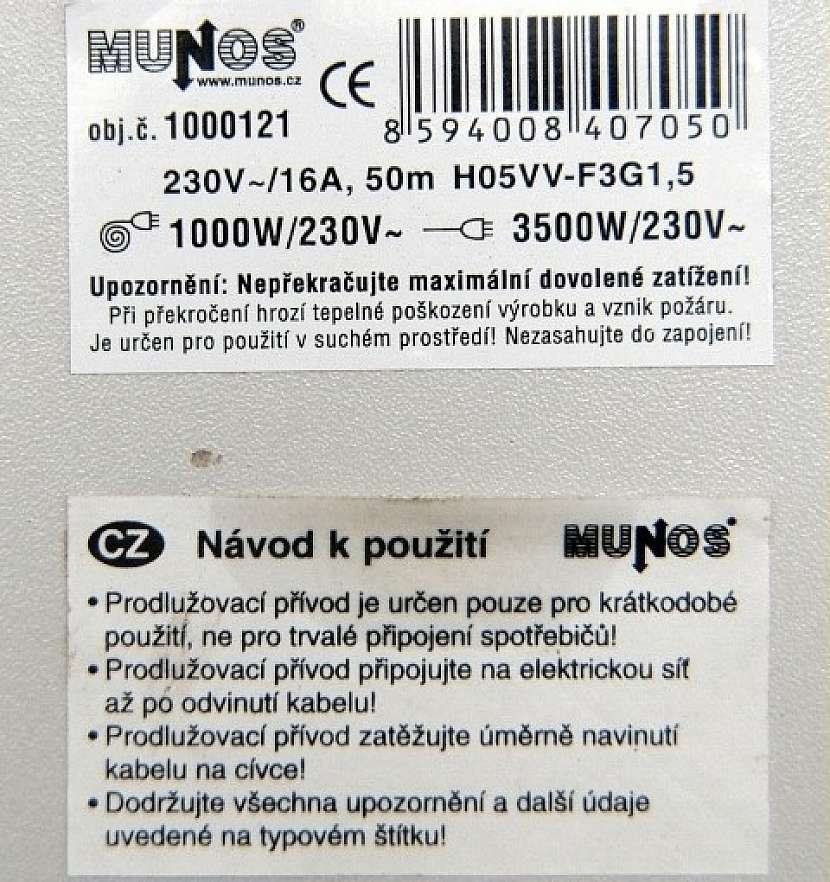 MUNOS®
www.munos.cz
CE
obj.č. 1000121
8 594008 407050
230V~/16A, 50m H05VV-F3G1,5
1000W/230V~ 3500W/230V~
Upozornění: Nepřekračujte maximální dovolené zatížení!
Při překročení hrozí tepelné poškození výrobku a vznik požáru.
Je určen pro použití v suchém prostředí! Nezasahujte do zapojení!
CZ Návod k použití MUNOS
• Prodlužovací přívod je určen pouze pro krátkodobé
použití, ne pro trvalé připojení spotřebičů!
• Prodlužovací přívod připojujte na elektrickou síť
až po odvinutí kabelu!
• Prodlužovací přívod zatěžujte úměrně navinutí
kabelu na cívce!
• Dodržujte všechna upozornění a další údaje
uvedené na typovém štítku!